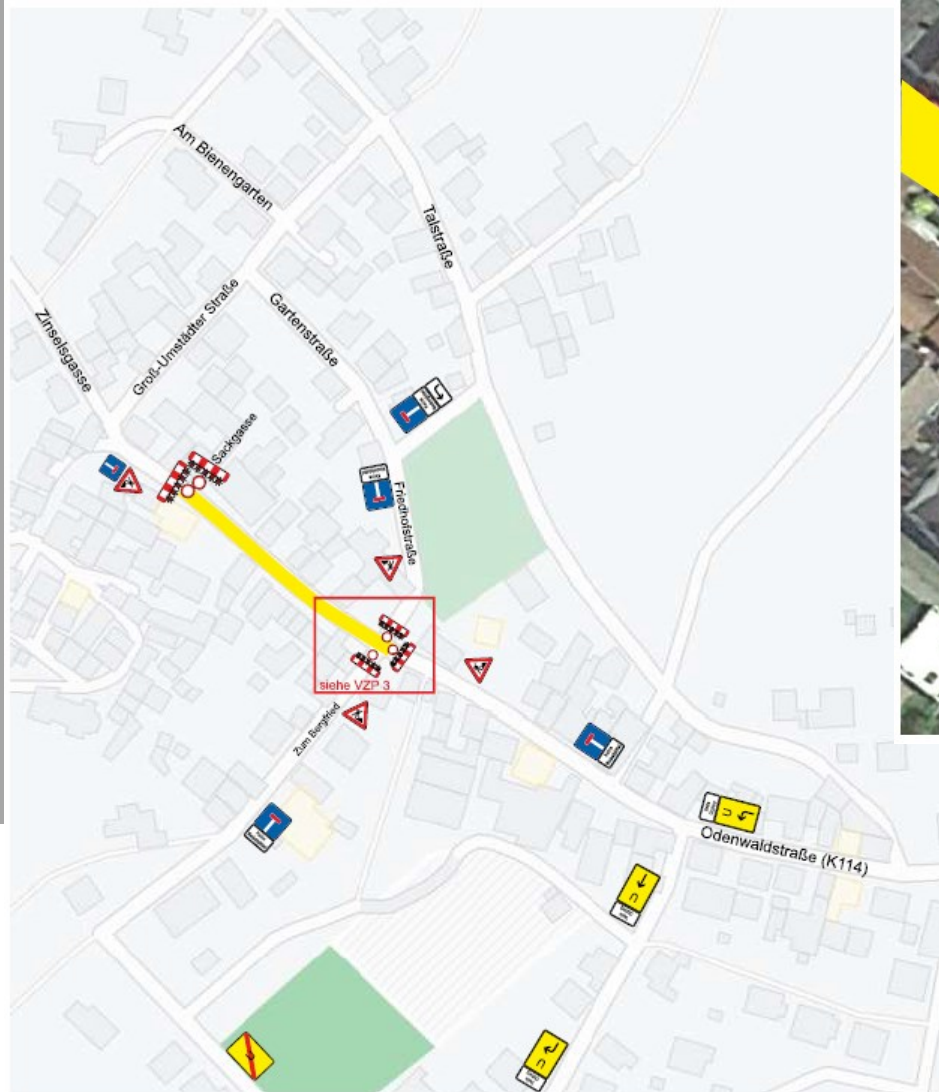 Am Bienengarten
Talstraße
Zinselsgasse
Groß-Umstädter Straße
Gartenstraße
Sackgasse
Friedhofstraße
siehe VZP 3
Zum Bergfried
U
Odenwaldstraße (K114)
U
U